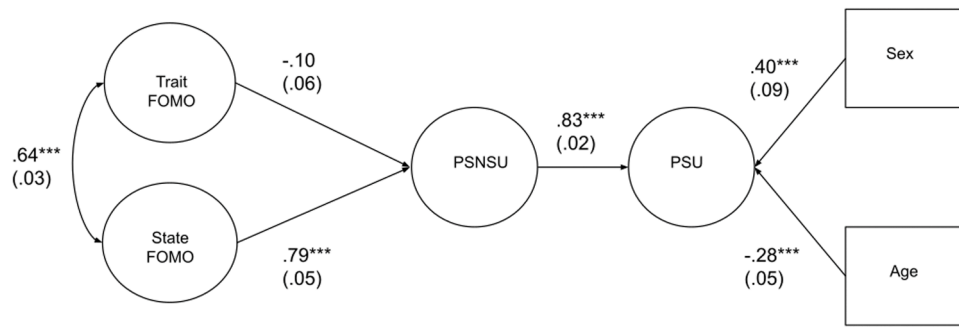 Trait
FOMO
-.10
(.06)
.64***
(.03)
State
FOMO
.79***
(.05)
PSNSU
.83***
(.02)
PSU
.40***
(.09)
Sex
-.28***
(.05)
Age